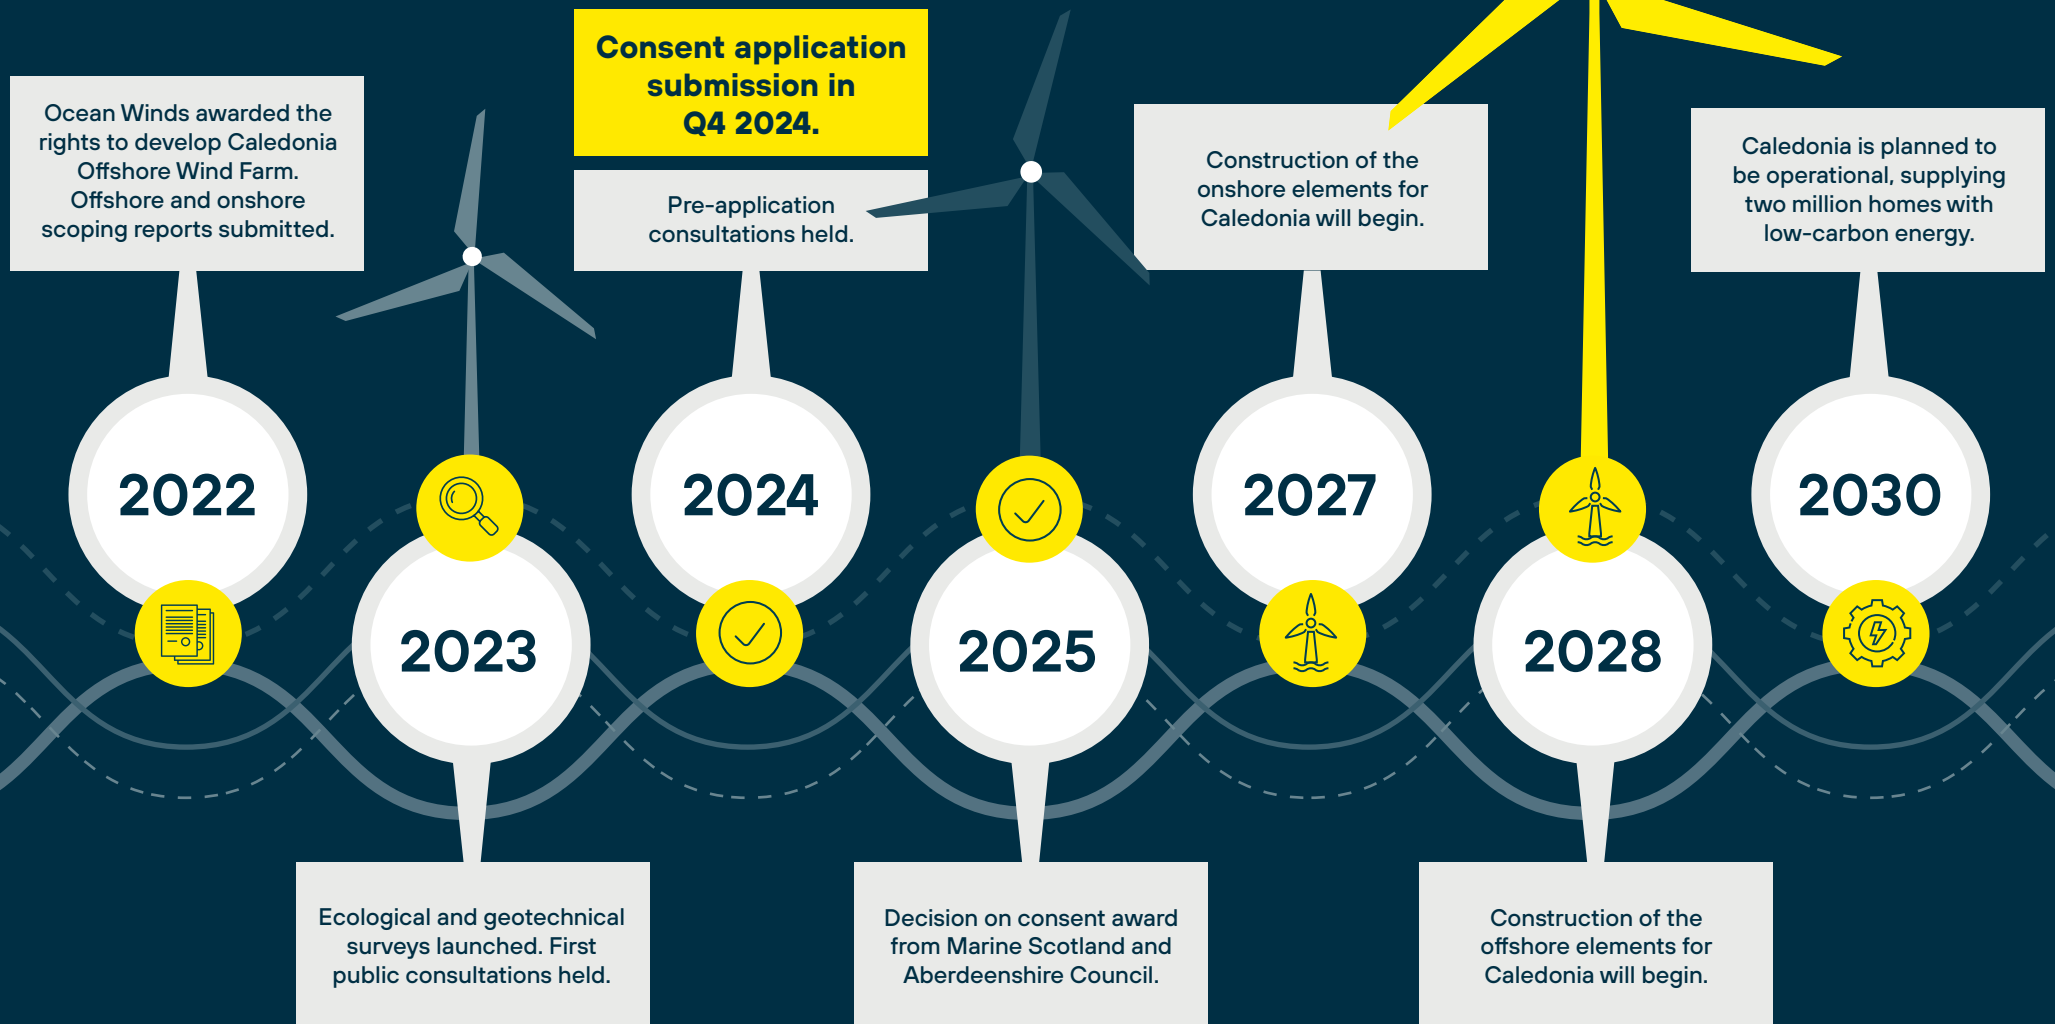 Ocean Winds awarded the
rights to develop Caledonia
Offshore Wind Farm.
Offshore and onshore
scoping reports submitted.
2022
2023
Ecological and geotechnical
surveys launched. First
public consultations held.
Consent application
submission in
Q4 2024.
Pre-application
consultations held.
2024
2025
Decision on consent award
from Marine Scotland and
Aberdeenshire Council.
Construction of the
onshore elements for
Caledonia will begin.
2027
2028
Construction of the
offshore elements for
Caledonia will begin.
Caledonia is planned to
be operational, supplying
two million homes with
low-carbon energy.
2030